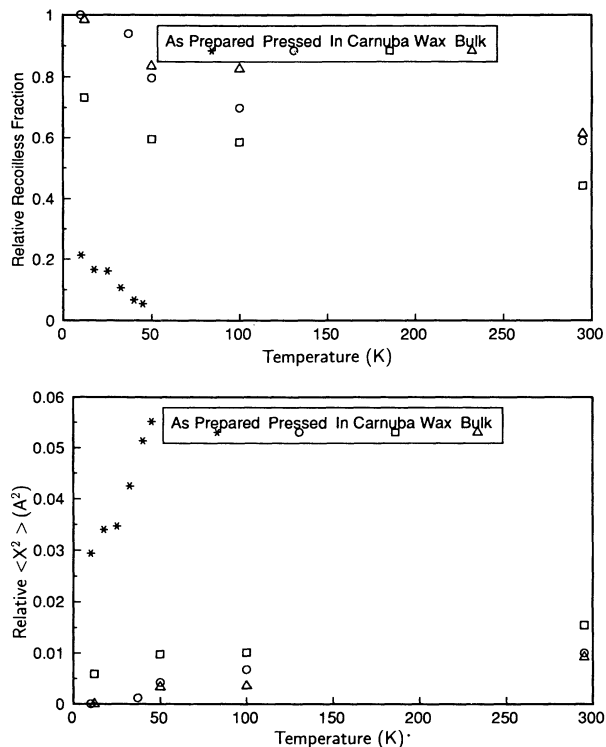 1
As Prepared Pressed In Carnuba Wax Bulk
0.8
0.6
0.4
0.2
0
0 50 100 150 200 250 300
Relative Recoilless Fraction
Temperature (K)
0.06
As Prepared Pressed In Carnuba Wax Bulk
0.05
0.04
0.03
0.02
0.01
0
0 50 100 150 200 250 300
Relative <X² > (A²)
Temperature (K)